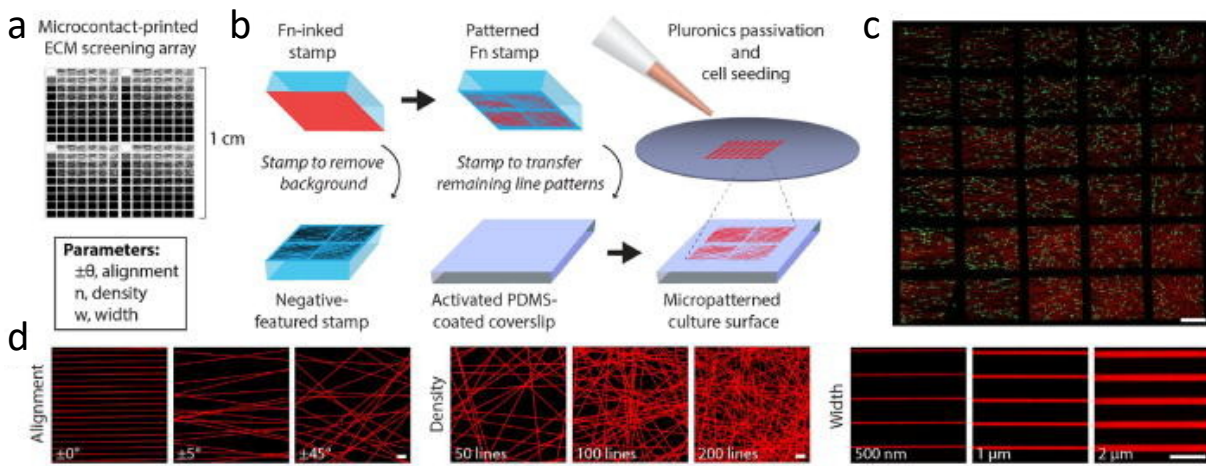 a
Microcontact-printed
ECM screening array
1 cm
Parameters:
±θ, alignment
n, density
w, width
b
Fn-inked
stamp
Patterned
Fn stamp
Pluronics passivation
and
cell seeding
Stamp to remove
background
Stamp to transfer
remaining line patterns
Negative-
featured stamp
Activated PDMS-
coated coverslip
Micropatterned
culture surface
c
d
Alignment
±0°
±5°
±45°
Density
50 lines
100 lines
200 lines
Width
500 nm
1 µm
2 µm